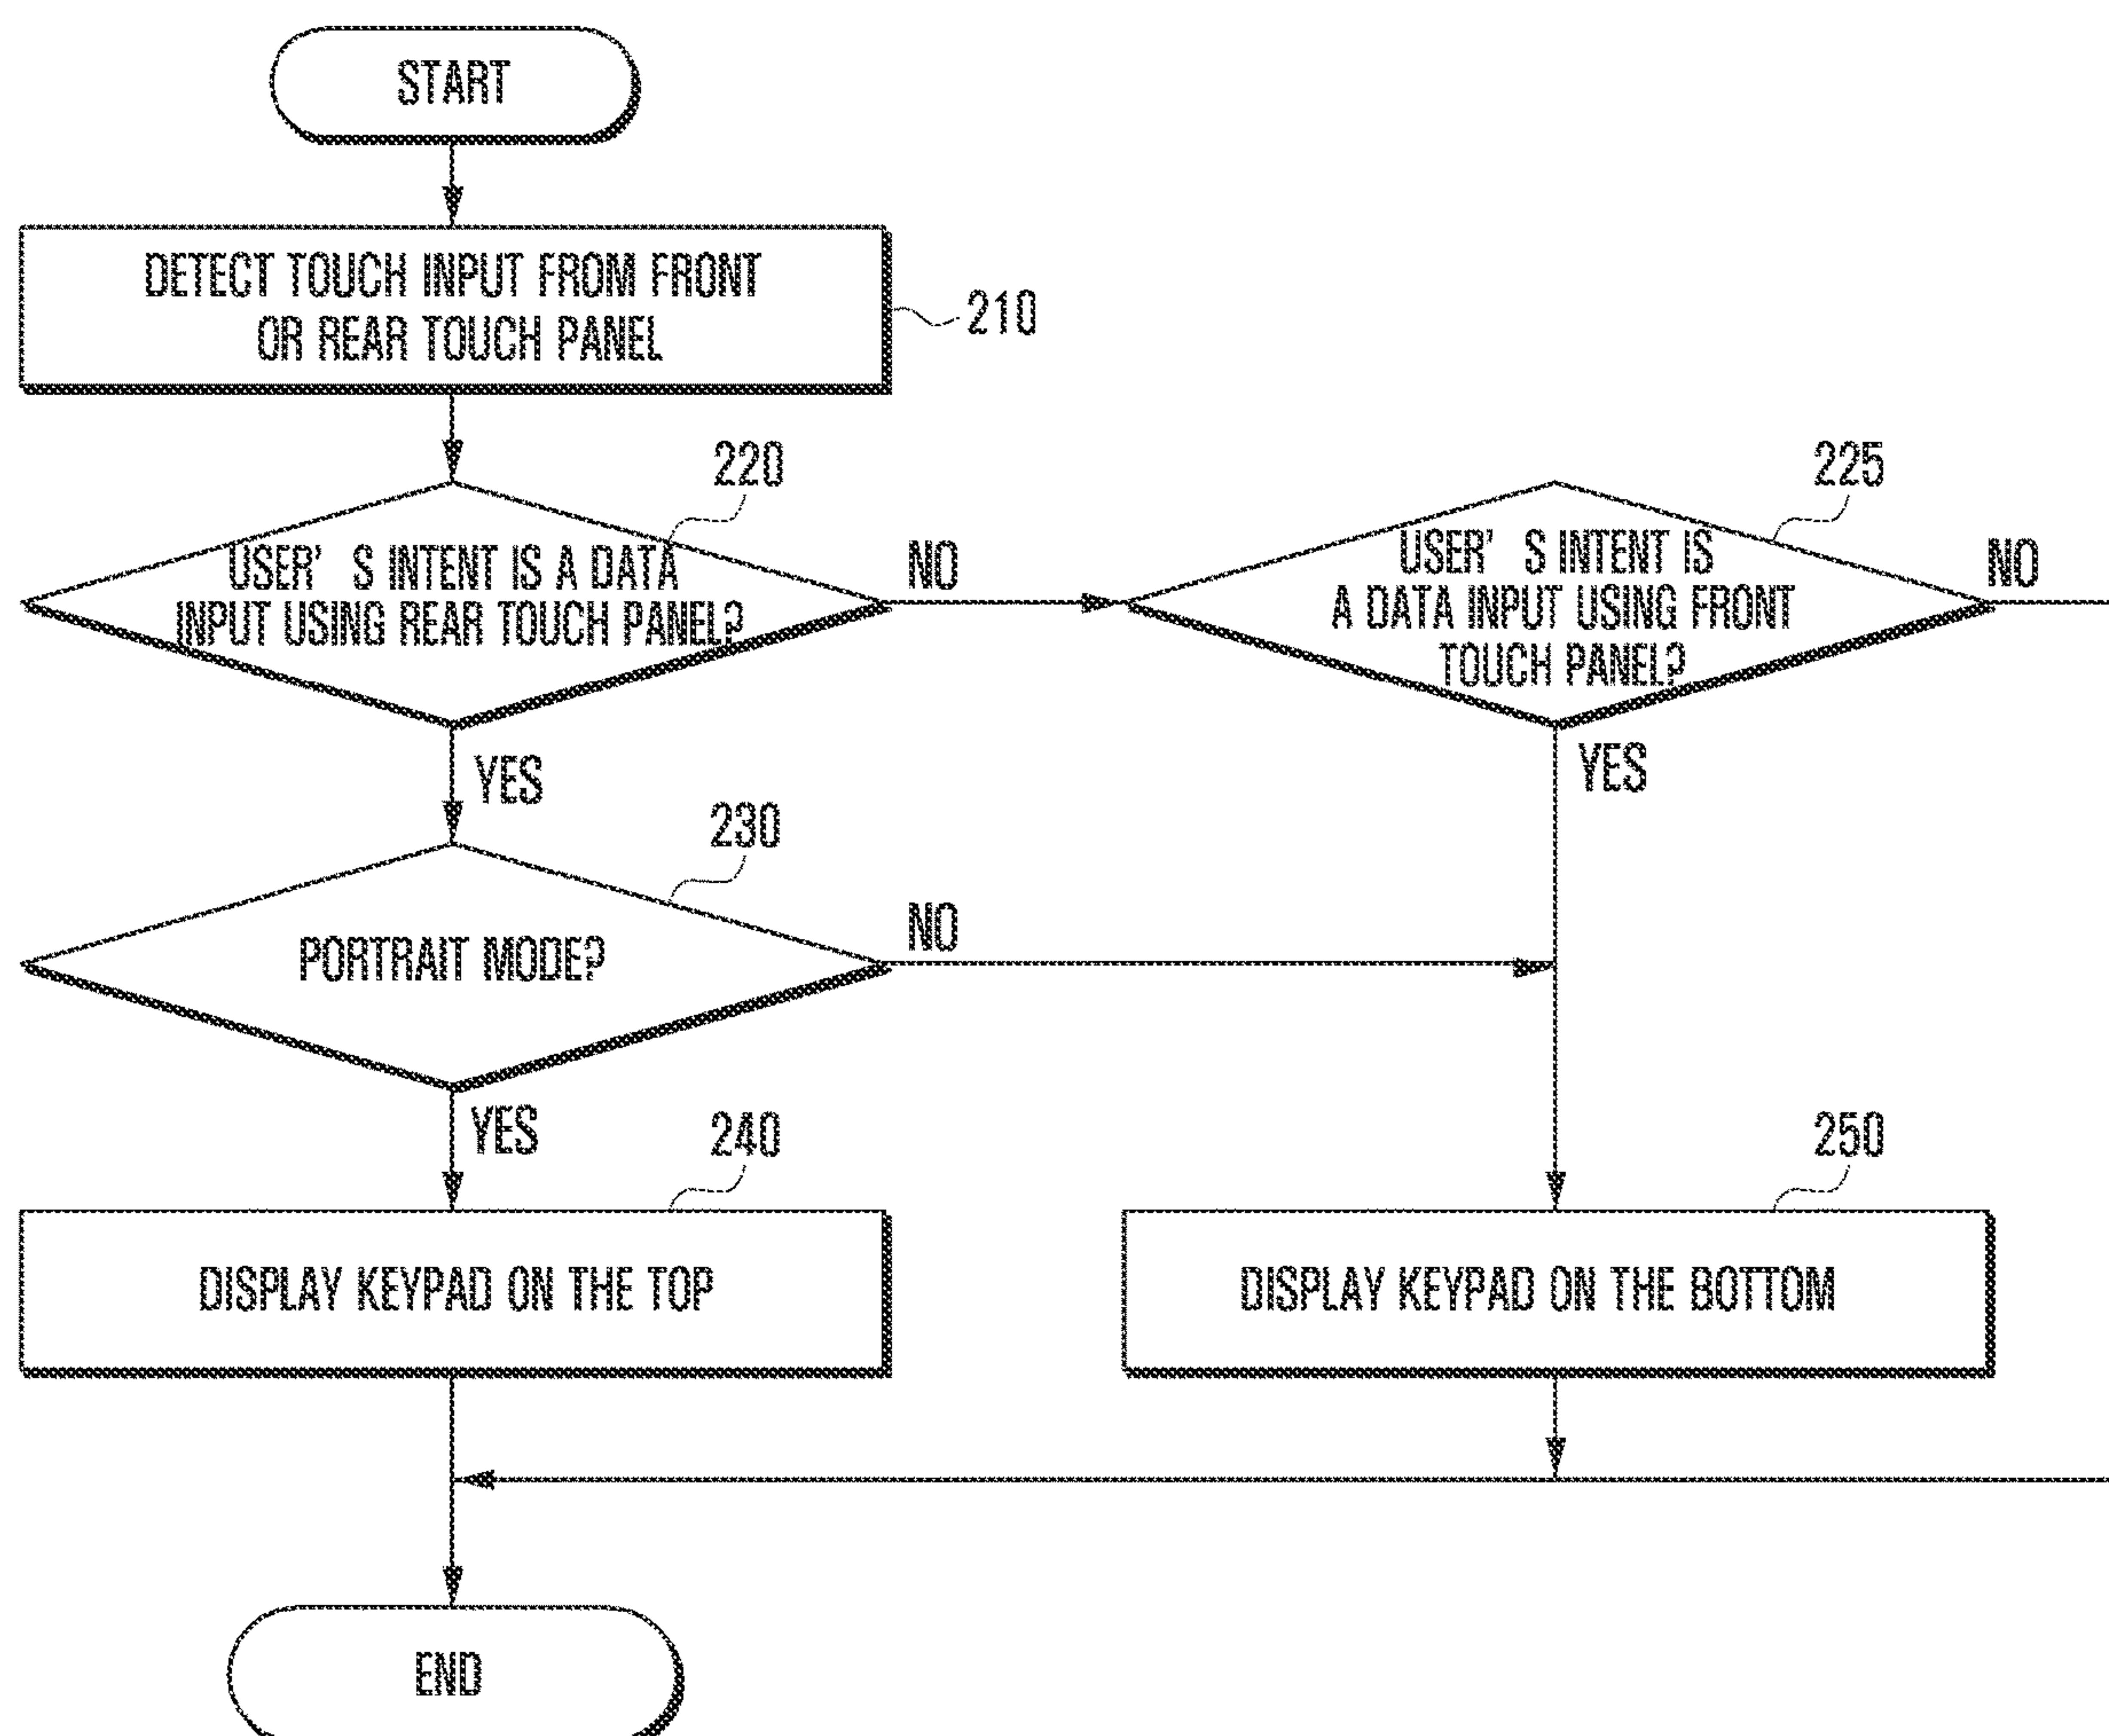 START
DETECT TOUCH INPUT FROM FRONT
OR REAR TOUCH PANEL
210
220
USER' S INTENT IS A DATA
INPUT USING REAR TOUCH PANEL?
NO
225
USER' S INTENT IS
A DATA INPUT USING FRONT
TOUCH PANEL?
NO
YES
YES
230
PORTRAIT MODE?
NO
YES
240
DISPLAY KEYPAD ON THE TOP
250
DISPLAY KEYPAD ON THE BOTTOM
END